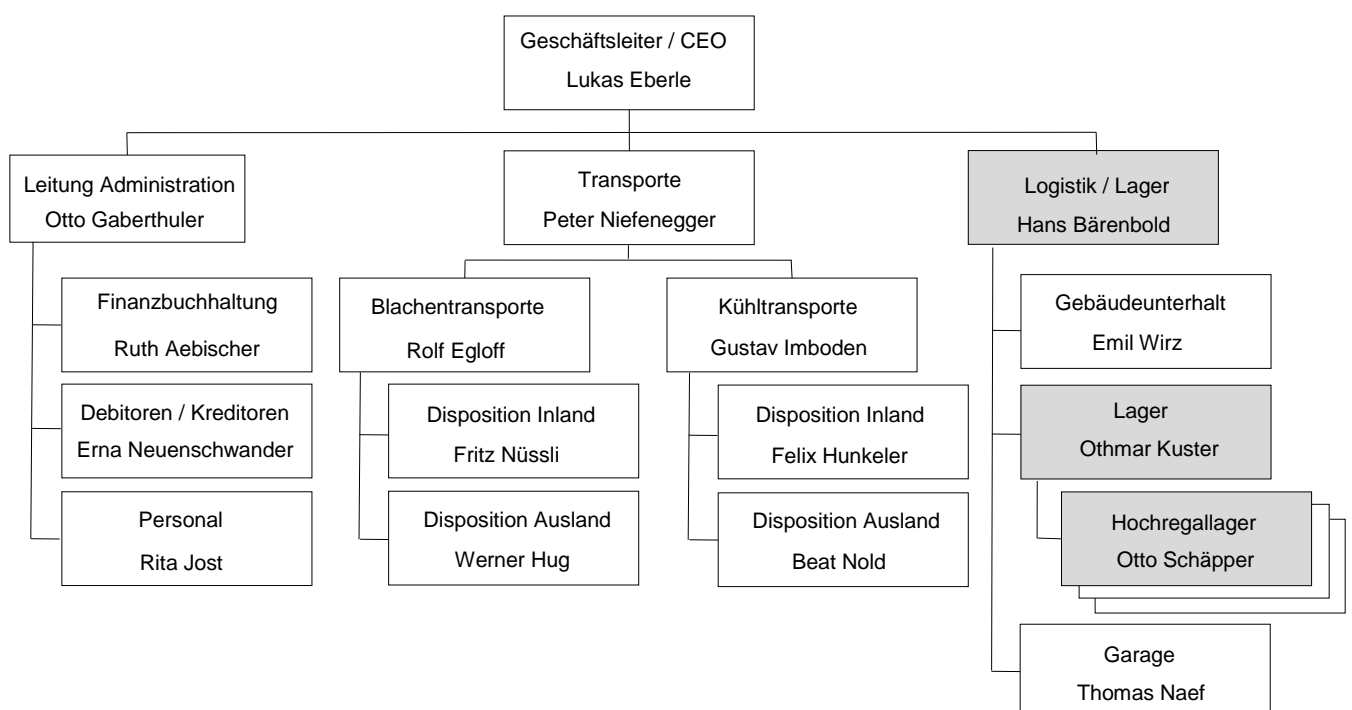 Geschäftsleiter / CEO
Lukas Eberle
Leitung Administration
Otto Gaberthuler
Finanzbuchhaltung
Ruth Aebischer
Debitoren / Kreditoren
Erna Neuenschwander
Personal
Rita Jost
Transporte
Peter Niefenegger
Blachentransporte
Rolf Egloff
Disposition Inland
Fritz Nüssli
Disposition Ausland
Werner Hug
Kühltransporte
Gustav Imboden
Disposition Inland
Felix Hunkeler
Disposition Ausland
Beat Nold
Logistik / Lager
Hans Bärenbold
Gebäudeunterhalt
Emil Wirz
Lager
Othmar Kuster
Hochregallager
Otto Schäpper
Garage
Thomas Naef